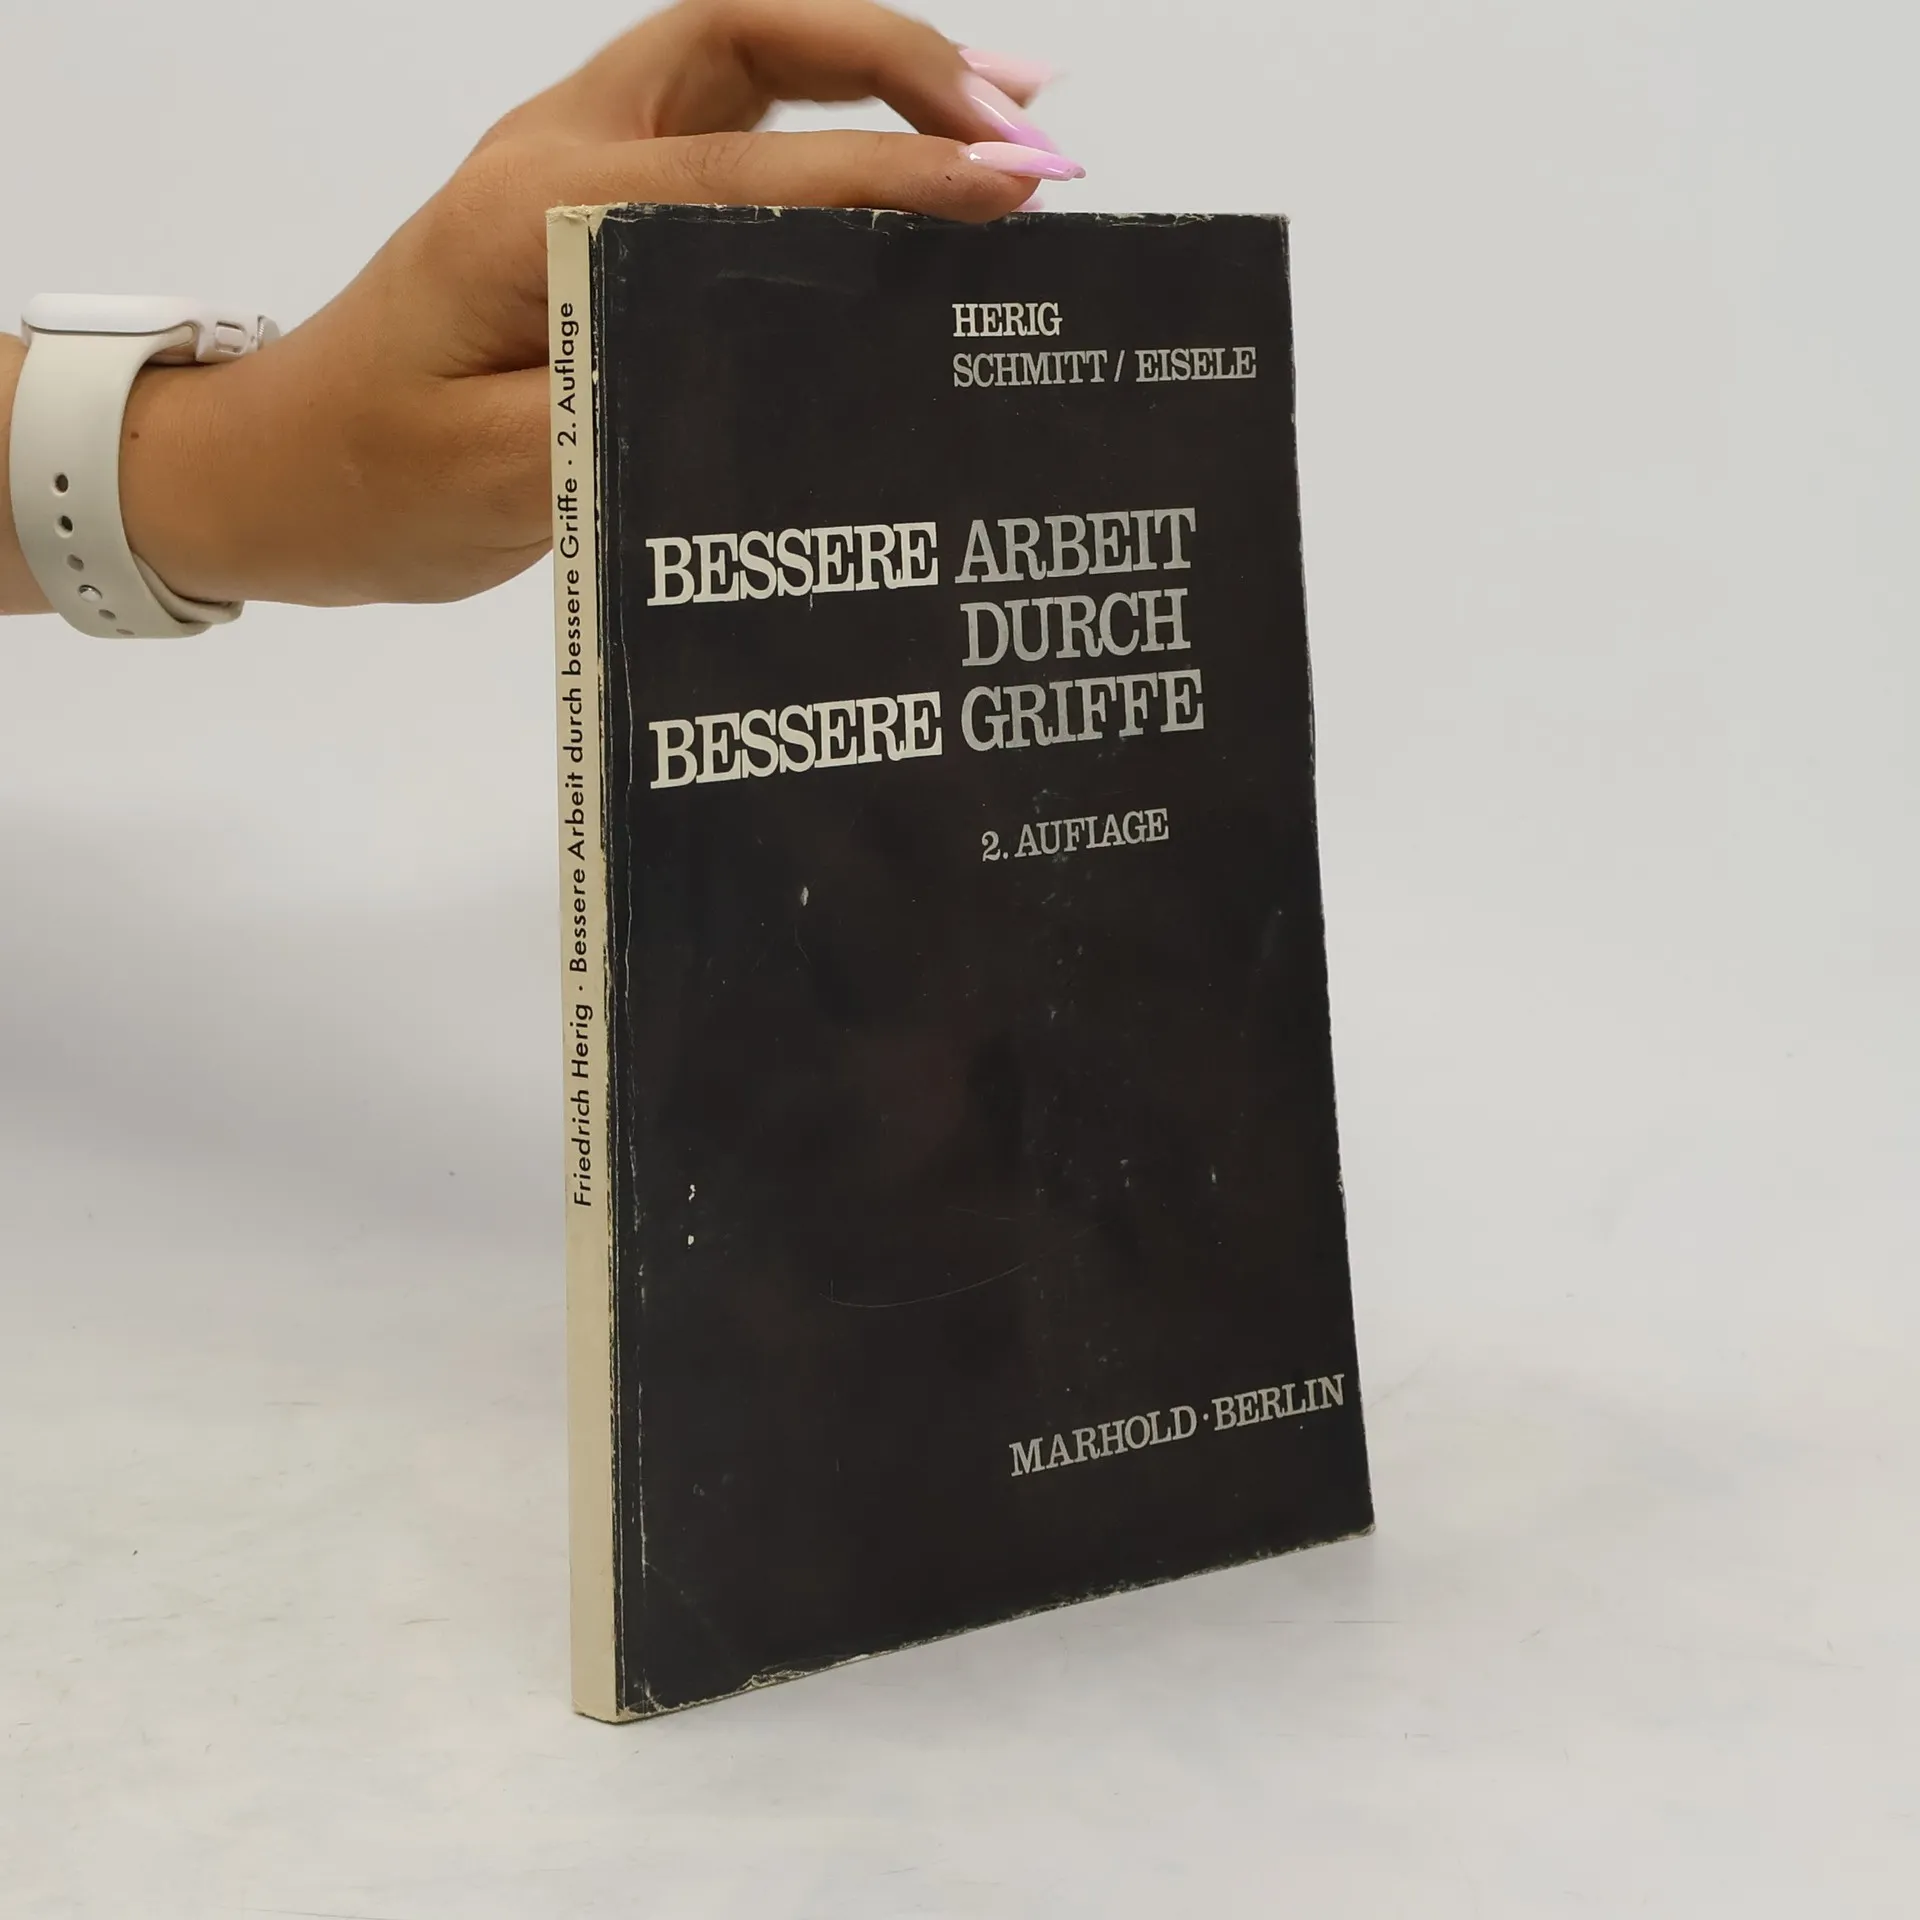 Friedrich Herig · Bessere Arbeit durch bessere Griffe · 2. Auflage
HERIG
SCHMITT / EISELE
BESSERE ARBEIT
DURCH
BESSERE GRIFFE
2. AUFLAGE
MARHOLD · BERLIN